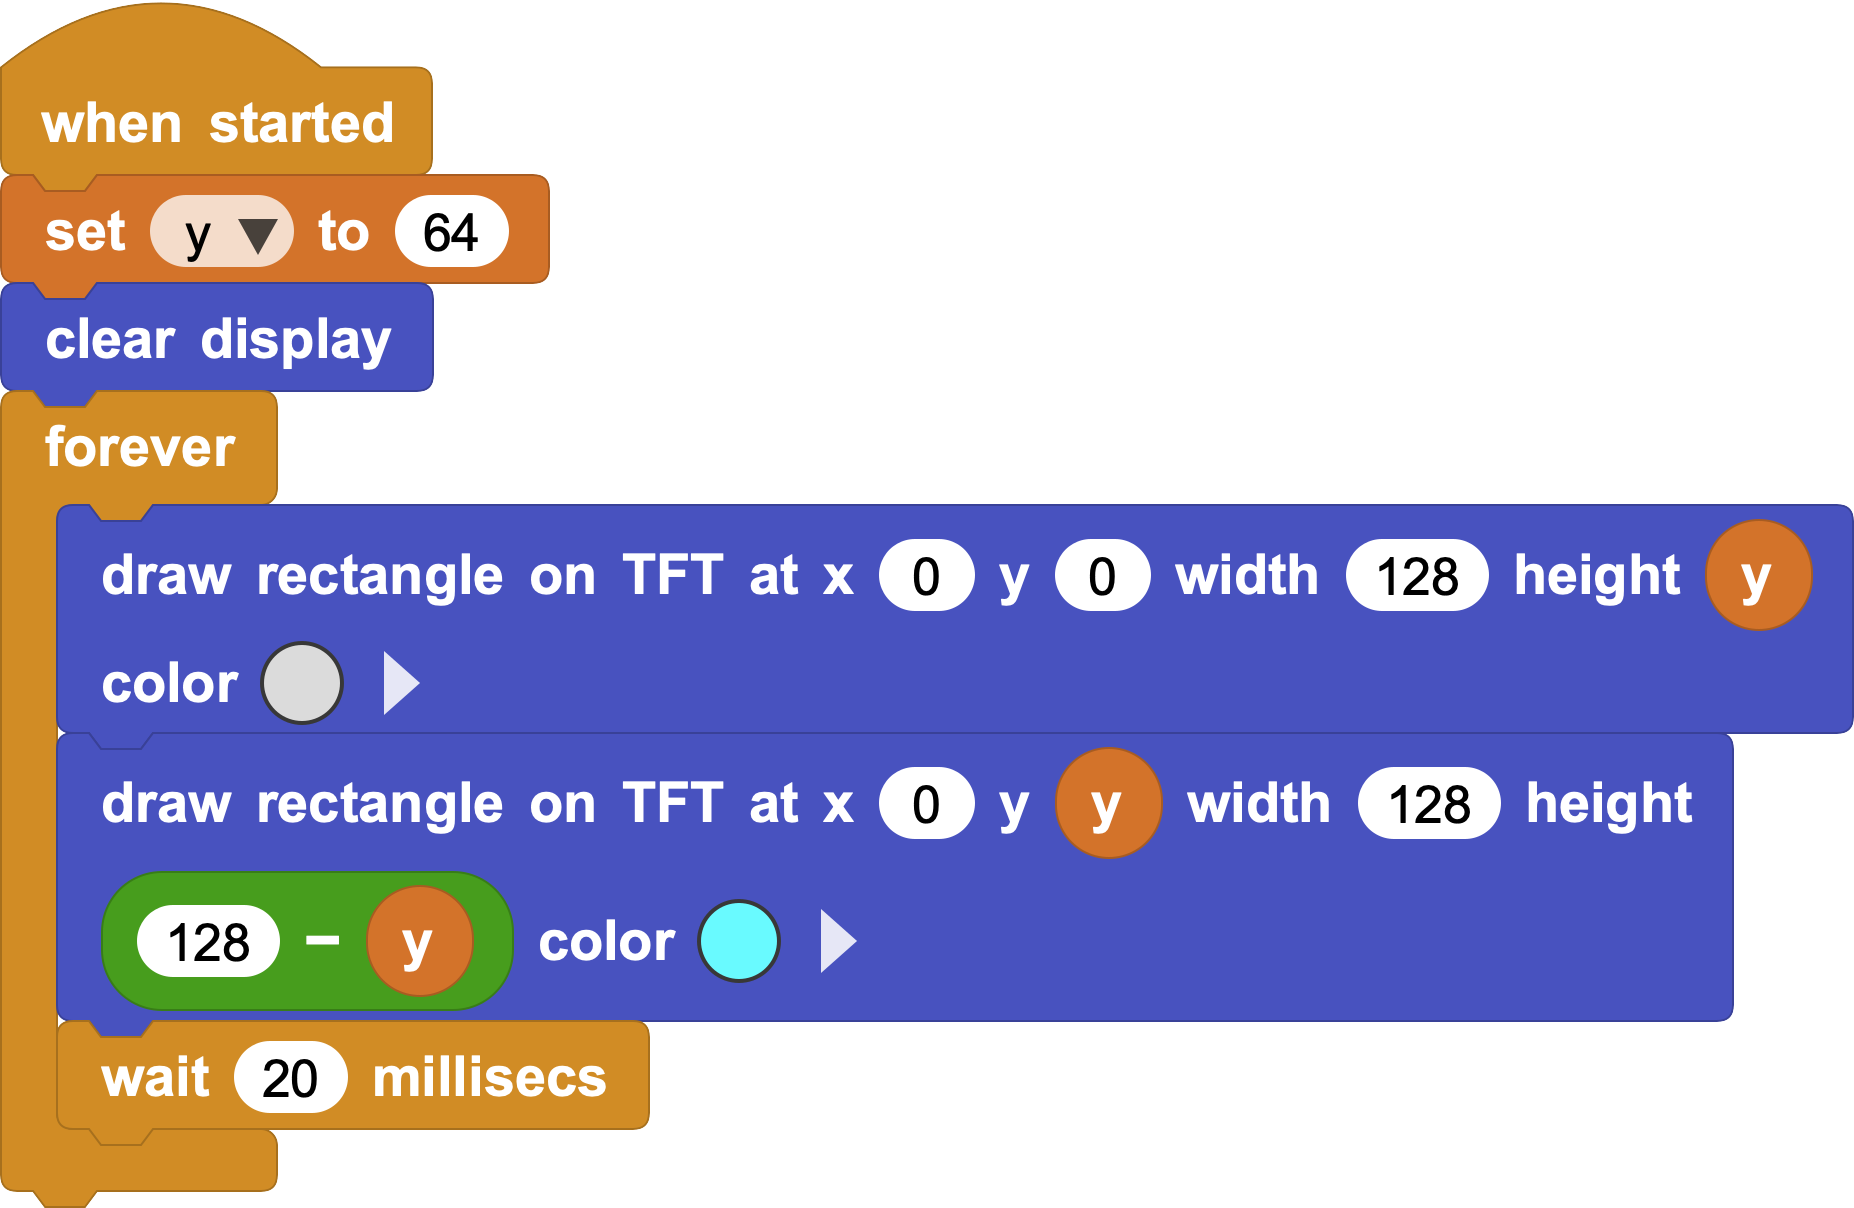 when started
set y to 64
clear display
forever
draw rectangle on TFT at x 0 y 0 width 128 height y
color
draw rectangle on TFT at x 0 y y width 128 height
128 − y color
wait 20 millisecs